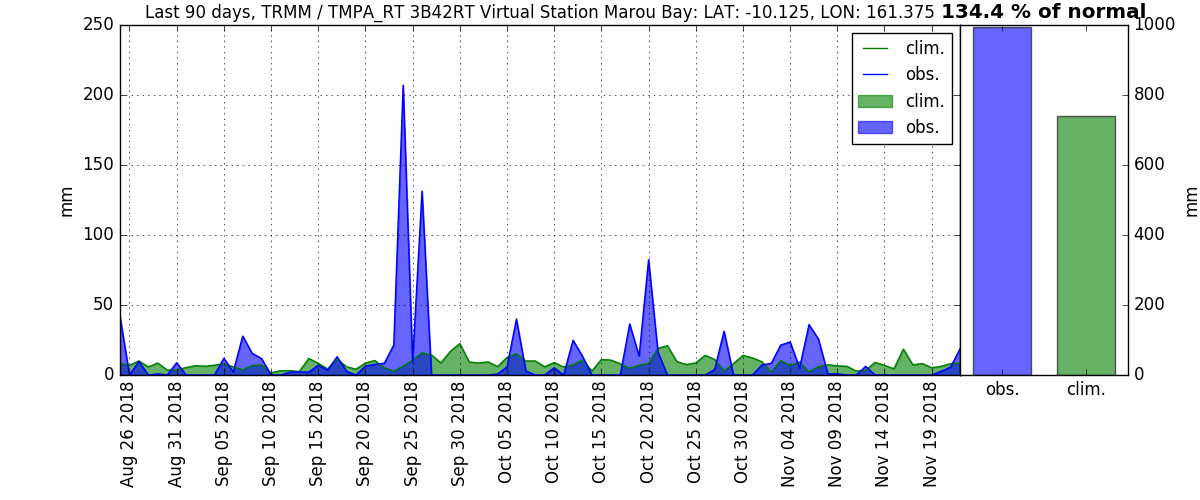 Last 90 days, TRMM / TMPA_RT 3B42RT Virtual Station Marou Bay: LAT: -10.125, LON: 161.375 134.4 % of normal
250
200
150
100
50
0
mm
clim.
obs.
clim.
obs.
1000
800
600
400
200
0
mm
Aug 26 2018
Aug 31 2018
Sep 05 2018
Sep 10 2018
Sep 15 2018
Sep 20 2018
Sep 25 2018
Sep 30 2018
Oct 05 2018
Oct 10 2018
Oct 15 2018
Oct 20 2018
Oct 25 2018
Oct 30 2018
Nov 04 2018
Nov 09 2018
Nov 14 2018
Nov 19 2018
obs.
clim.